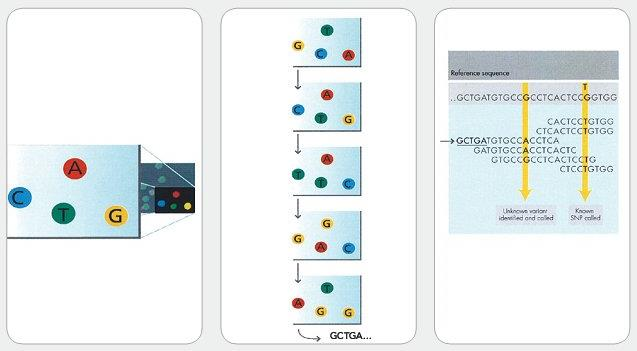 A
C
T
G
T
G
C
A
A
C
T
G
A
T
T
C
G
G
A
C
T
A
G
G
GCTGA...
Reference sequence
T
..GCTGATGTGCCGCCTCACTCCGGTGG
CACTCCTGTGG
CTCACTCCTGTGG
GCTGATGTGCCACCTCA
GATGTGCCACCTCACTC
GTGCCGCCTCACTCCTG
CTCCTGTGG
Unknown variant
identified and called
Known
SNP called